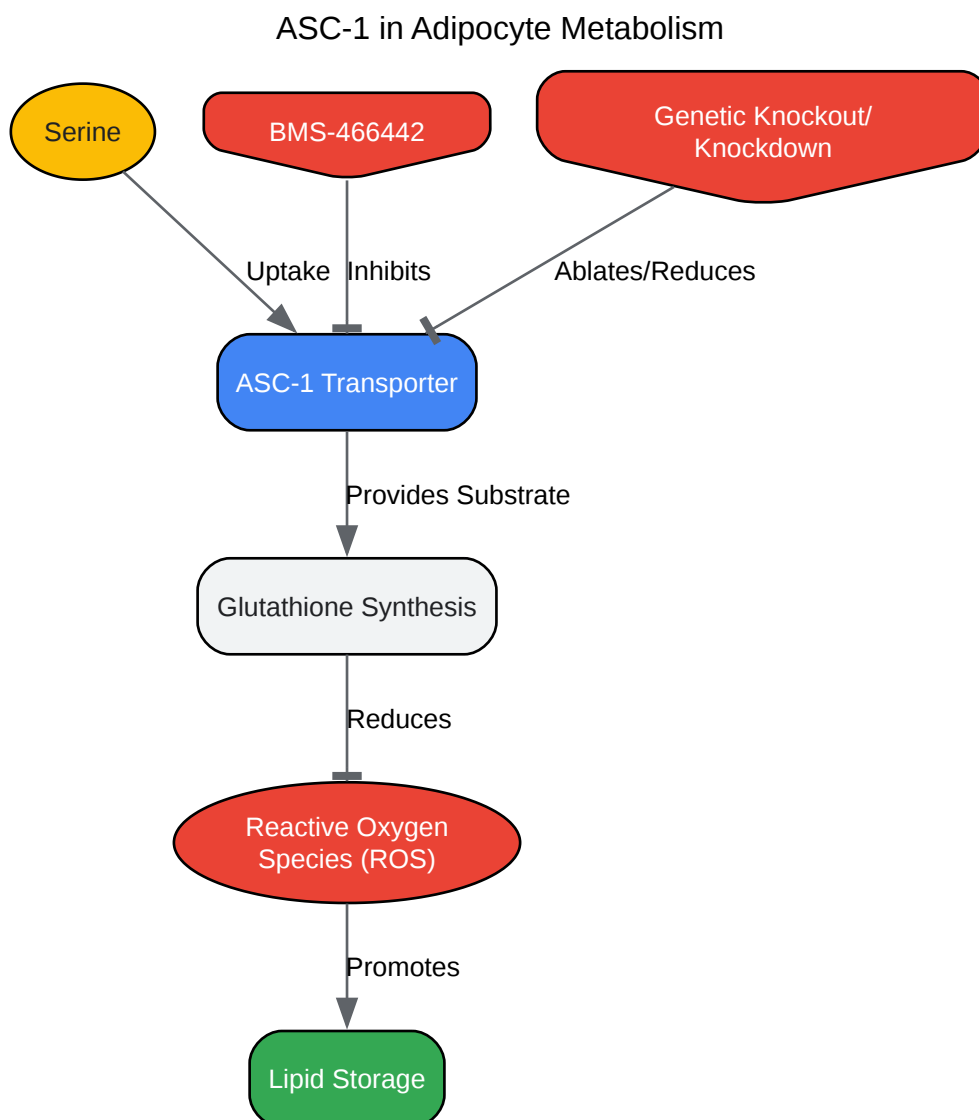 ASC-1 in Adipocyte Metabolism
Serine
BMS-466442
Genetic Knockout/
Knockdown
Uptake
Inhibits
Ablates/Reduces
ASC-1 Transporter
Provides Substrate
Glutathione Synthesis
Reduces
Reactive Oxygen
Species (ROS)
Promotes
Lipid Storage